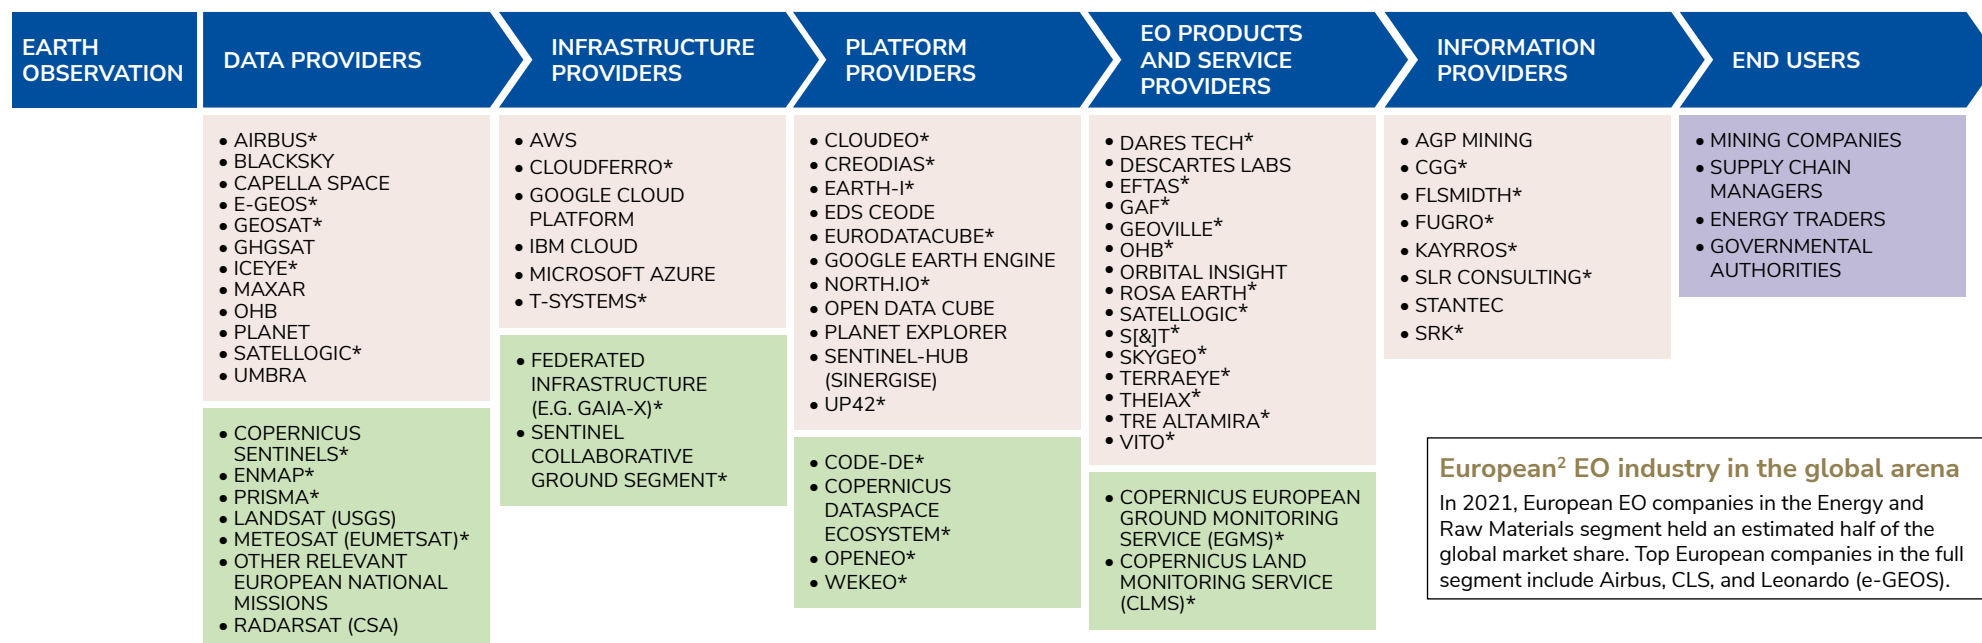 EARTH
OBSERVATION
DATA PROVIDERS
INFRASTRUCTURE
PROVIDERS
PLATFORM
PROVIDERS
EO PRODUCTS
AND SERVICE
PROVIDERS
INFORMATION
PROVIDERS
END USERS
• AIRBUS*
• BLACKSKY
• CAPELLA SPACE
• E-GEOS*
• GEOSAT*
• GHGSAT
• ICEYE*
• MAXAR
• OHB
• PLANET
• SATELLOGIC*
• UMBRA
• COPERNICUS
SENTINELS*
• ENMAP*
• PRISMA*
• LANDSAT (USGS)
• METEOSAT (EUMETSAT)*
• OTHER RELEVANT
EUROPEAN NATIONAL
MISSIONS
• RADARSAT (CSA)
• AWS
• CLOUDFERRO*
• GOOGLE CLOUD
PLATFORM
• IBM CLOUD
• MICROSOFT AZURE
• T-SYSTEMS*
• FEDERATED
INFRASTRUCTURE
(E.G. GAIA-X)*
• SENTINEL
COLLABORATIVE
GROUND SEGMENT*
• CLOUDEO*
• CREODIAS*
• EARTH-I*
• EDS CEODE
• EURODATACUBE*
• GOOGLE EARTH ENGINE
• NORTH.IO*
• OPEN DATA CUBE
• PLANET EXPLORER
• SENTINEL-HUB
(SINERGISE)
• UP42*
• CODE-DE*
• COPERNICUS
DATASPACE
ECOSYSTEM*
• OPENEO*
• WEKEO*
• DARES TECH*
• DESCARTES LABS
• EFTAS*
• GAF*
• GEOVILLE*
• OHB*
• ORBITAL INSIGHT
• ROSA EARTH*
• SATELLOGIC*
• S[&]T*
• SKYGEO*
• TERRAEYE*
• THEIAX*
• TRE ALTAMIRA*
• VITO*
• COPERNICUS EUROPEAN
GROUND MONITORING
SERVICE (EGMS)*
• COPERNICUS LAND
MONITORING SERVICE
(CLMS)*
• AGP MINING
• CGG*
• FLSMIDTH*
• FUGRO*
• KAYRROS*
• SLR CONSULTING*
• STANTEC
• SRK*
• MINING COMPANIES
• SUPPLY CHAIN
MANAGERS
• ENERGY TRADERS
• GOVERNMENTAL
AUTHORITIES
European² EO industry in the global arena
In 2021, European EO companies in the Energy and
Raw Materials segment held an estimated half of the
global market share. Top European companies in the full
segment include Airbus, CLS, and Leonardo (e-GEOS).